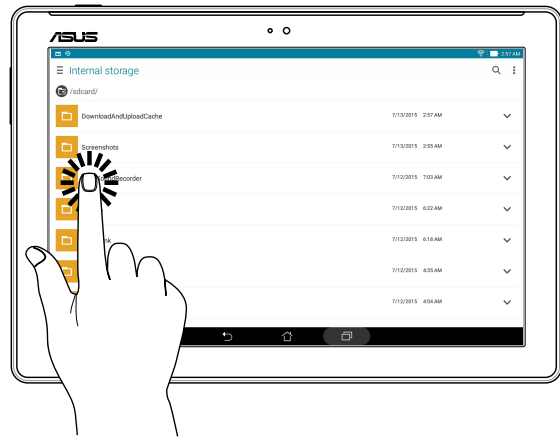 ASUS
2:57 AM
Internal storage
/sdcard/
DownloadAndUploadCache 7/13/2015 2:57 AM
Screenshots 7/13/2015 2:55 AM
7/12/2015 7:03 AM
7/12/2015 6:22 AM
7/12/2015 6:18 AM
7/12/2015 4:35 AM
7/12/2015 4:04 AM